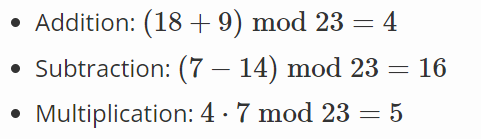 • Addition: (18 + 9) mod 23 = 4
• Subtraction: (7 − 14) mod 23 = 16
• Multiplication: 4 · 7 mod 23 = 5